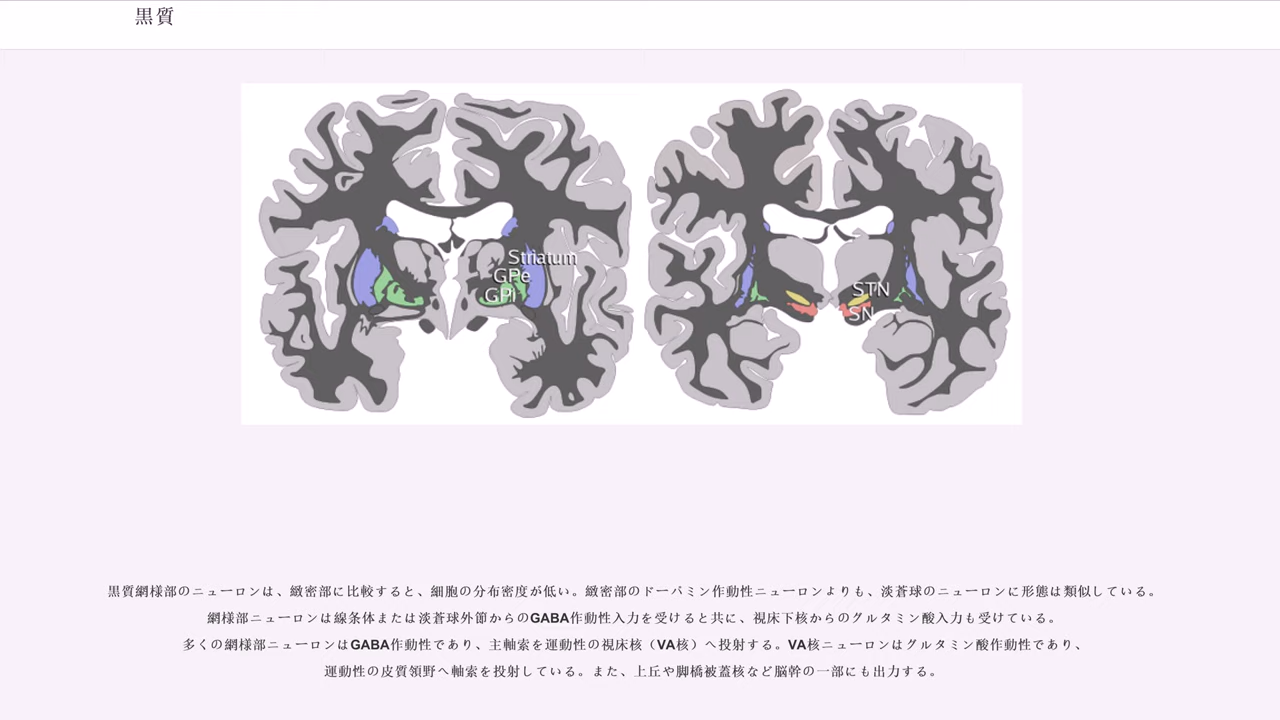 黒質
Striatum
GPe
GPi
STN
SN
黒質網様部のニューロンは、緻密部に比較すると、細胞の分布密度が低い。緻密部のドーパミン作動性ニューロンよりも、淡蒼球のニューロンに形態は類似している。
網様部ニューロンは線条体または淡蒼球外節からのGABA作動性入力を受けると共に、視床下核からのグルタミン酸入力も受けている。
多くの網様部ニューロンはGABA作動性であり、主軸索を運動性の視床核（VA核）へ投射する。VA核ニューロンはグルタミン酸作動性であり、
運動性の皮質領野へ軸索を投射している。また、上丘や脚橋被蓋核など脳幹の一部にも出力する。